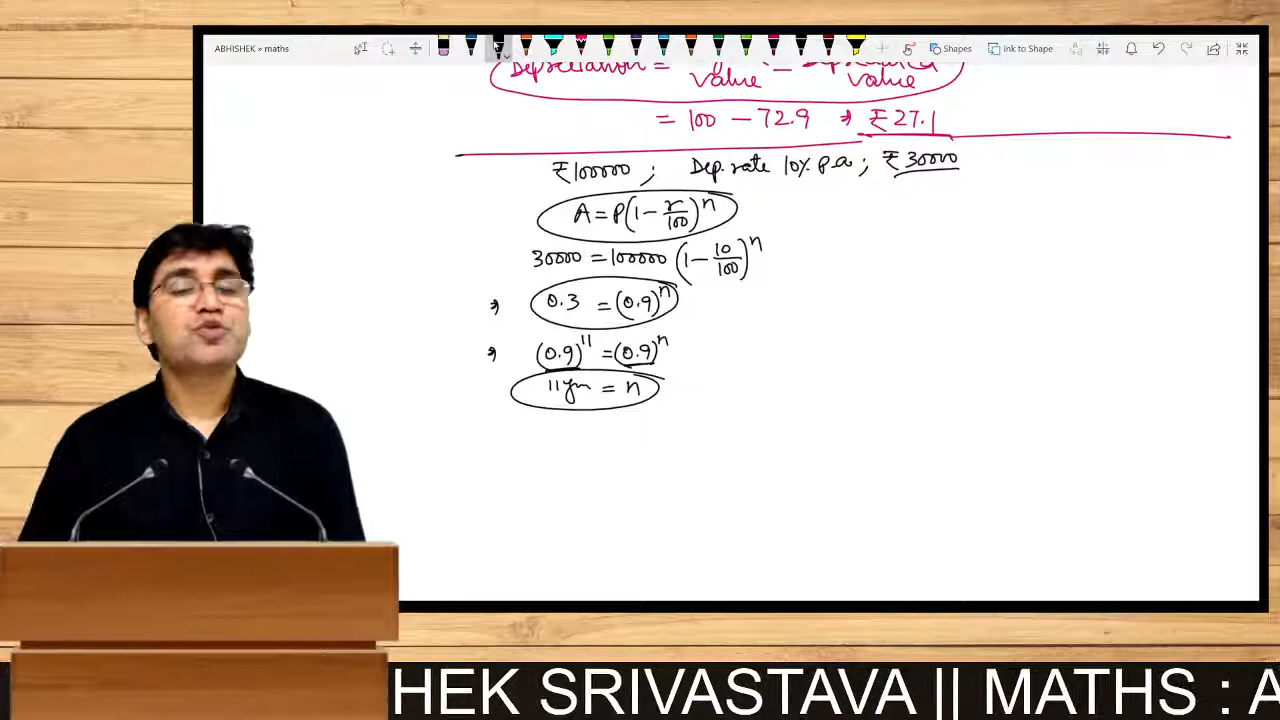 ABHISHEK » maths
Shapes
Ink to Shape
Depreciation = value – value
= 100 – 72.9 ⇒ ₹27.1
₹100000 ; Dep. rate 10% p.a ; ₹30000
A = P(1 – r/100)^n
30000 = 100000 (1 – 10/100)^n
⇒ 0.3 = (0.9)^n
⇒ (0.9)^11 = (0.9)^n
11yrs = n
HEK SRIVASTAVA || MATHS : A